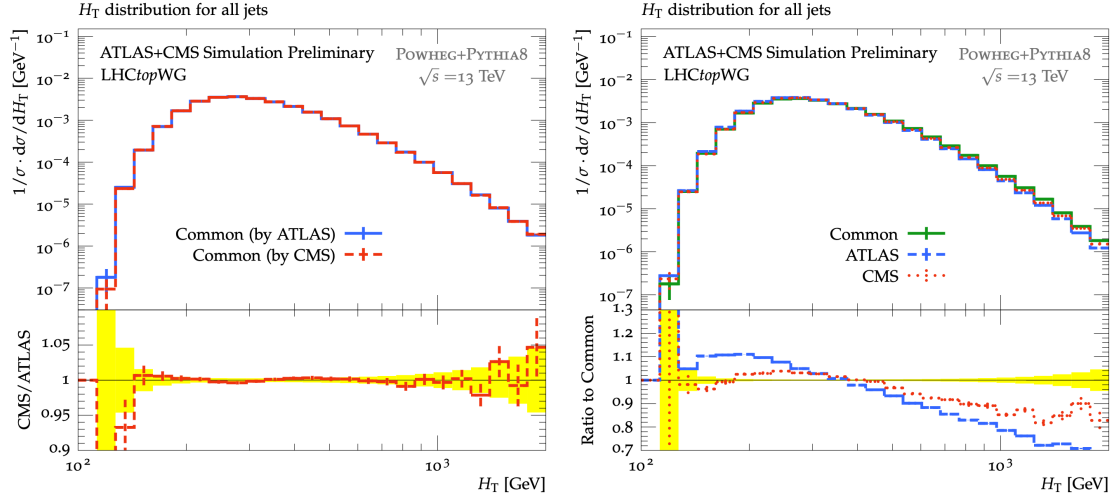 H_T distribution for all jets
ATLAS+CMS Simulation Preliminary
POWHEG+PYTHIA8
LHCtopWG
√s =13 TeV
1/σ · dσ/dH_T [GeV⁻¹]
10⁻¹
10⁻²
10⁻³
10⁻⁴
10⁻⁵
10⁻⁶
10⁻⁷
Common (by ATLAS)
Common (by CMS)
CMS/ATLAS
1.05
1
0.95
0.9
10²
10³
H_T [GeV]
H_T distribution for all jets
ATLAS+CMS Simulation Preliminary
POWHEG+PYTHIA8
LHCtopWG
√s =13 TeV
1/σ · dσ/dH_T [GeV⁻¹]
10⁻¹
10⁻²
10⁻³
10⁻⁴
10⁻⁵
10⁻⁶
10⁻⁷
Common
ATLAS
CMS
Ratio to Common
1.3
1.2
1.1
1
0.9
0.8
0.7
10²
10³
H_T [GeV]